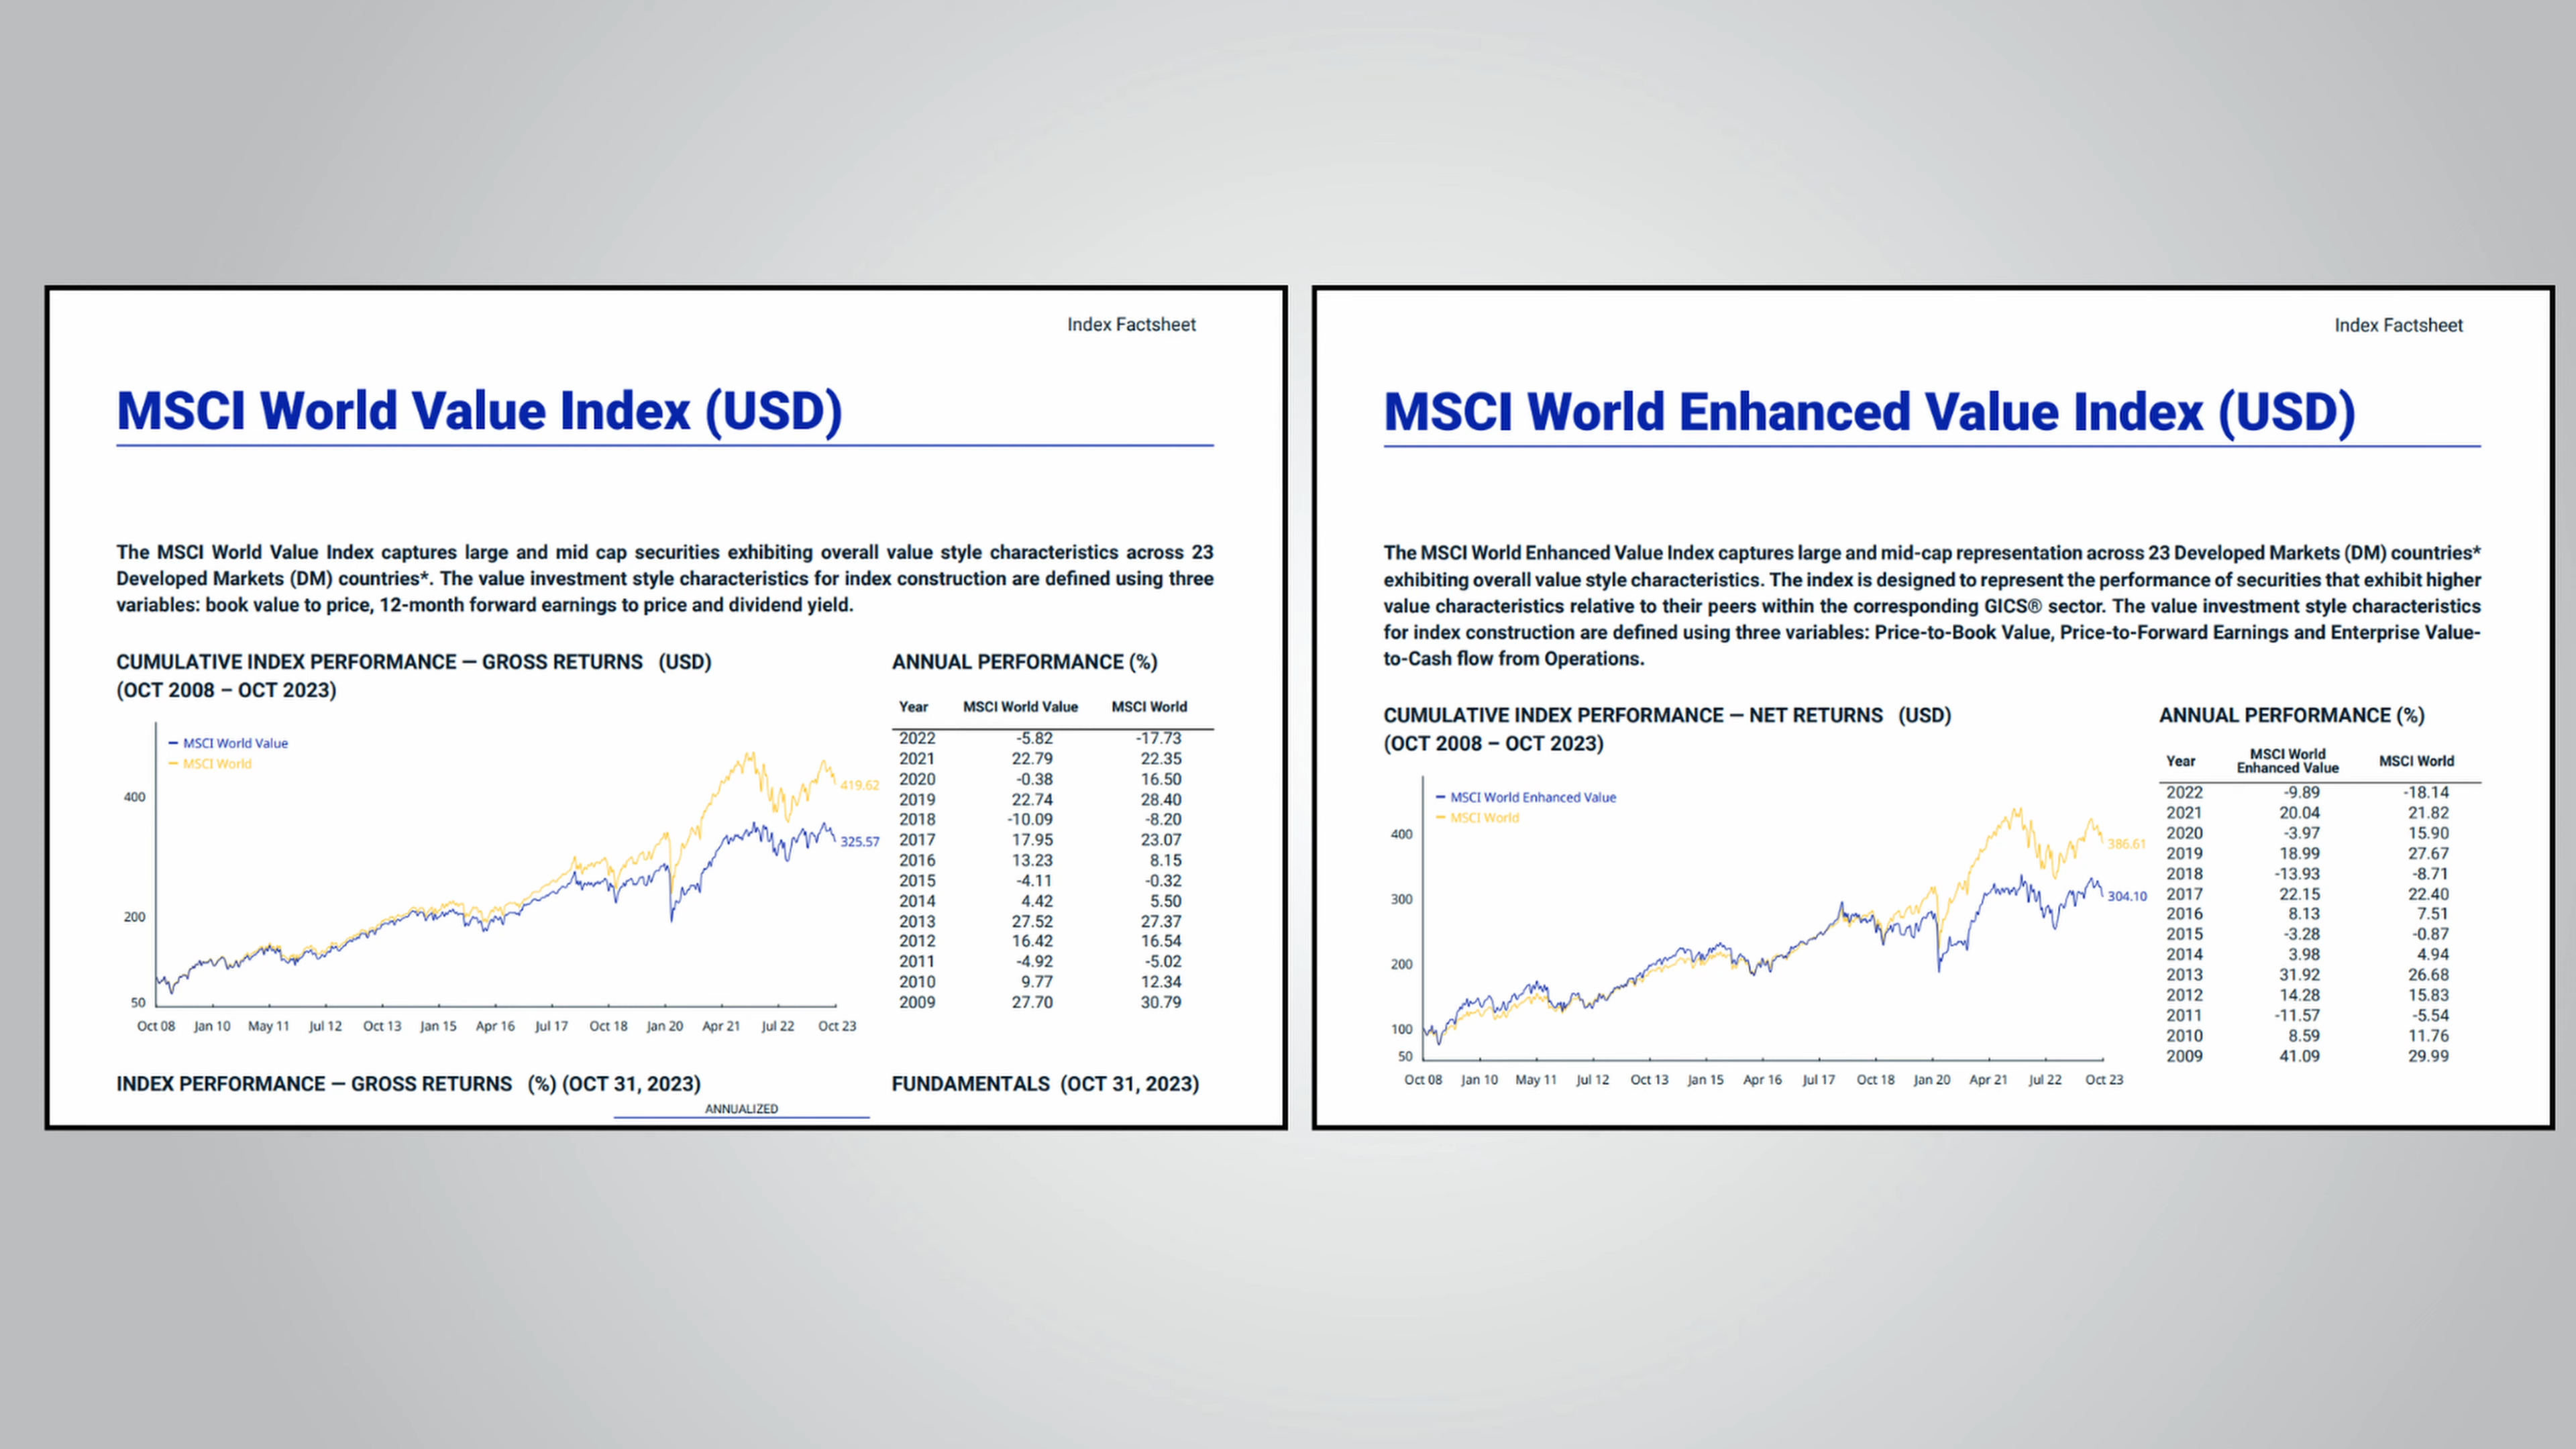 Index Factsheet
MSCI World Value Index (USD)
The MSCI World Value Index captures large and mid cap securities exhibiting overall value style characteristics across 23
Developed Markets (DM) countries*. The value investment style characteristics for index construction are defined using three
variables: book value to price, 12-month forward earnings to price and dividend yield.
CUMULATIVE INDEX PERFORMANCE — GROSS RETURNS (USD)
(OCT 2008 – OCT 2023)
MSCI World Value
MSCI World
400
200
50
419.62
325.57
Oct 08 Jan 10 May 11 Jul 12 Oct 13 Jan 15 Apr 16 Jul 17 Oct 18 Jan 20 Apr 21 Jul 22 Oct 23
ANNUAL PERFORMANCE (%)
Year MSCI World Value MSCI World
2022 -5.82 -17.73
2021 22.79 22.35
2020 -0.38 16.50
2019 22.74 28.40
2018 -10.09 -8.20
2017 17.95 23.07
2016 13.23 8.15
2015 -4.11 -0.32
2014 4.42 5.50
2013 27.52 27.37
2012 16.42 16.54
2011 -4.92 -5.02
2010 9.77 12.34
2009 27.70 30.79
INDEX PERFORMANCE — GROSS RETURNS (%) (OCT 31, 2023)
ANNUALIZED
FUNDAMENTALS (OCT 31, 2023)
Index Factsheet
MSCI World Enhanced Value Index (USD)
The MSCI World Enhanced Value Index captures large and mid-cap representation across 23 Developed Markets (DM) countries*
exhibiting overall value style characteristics. The index is designed to represent the performance of securities that exhibit higher
value characteristics relative to their peers within the corresponding GICS® sector. The value investment style characteristics
for index construction are defined using three variables: Price-to-Book Value, Price-to-Forward Earnings and Enterprise Value-
to-Cash flow from Operations.
CUMULATIVE INDEX PERFORMANCE — NET RETURNS (USD)
(OCT 2008 – OCT 2023)
MSCI World Enhanced Value
MSCI World
400
300
200
100
50
386.61
304.10
Oct 08 Jan 10 May 11 Jul 12 Oct 13 Jan 15 Apr 16 Jul 17 Oct 18 Jan 20 Apr 21 Jul 22 Oct 23
ANNUAL PERFORMANCE (%)
Year MSCI World
Enhanced Value MSCI World
2022 -9.89 -18.14
2021 20.04 21.82
2020 -3.97 15.90
2019 18.99 27.67
2018 -13.93 -8.71
2017 22.15 22.40
2016 8.13 7.51
2015 -3.28 -0.87
2014 3.98 4.94
2013 31.92 26.68
2012 14.28 15.83
2011 -11.57 -5.54
2010 8.59 11.76
2009 41.09 29.99